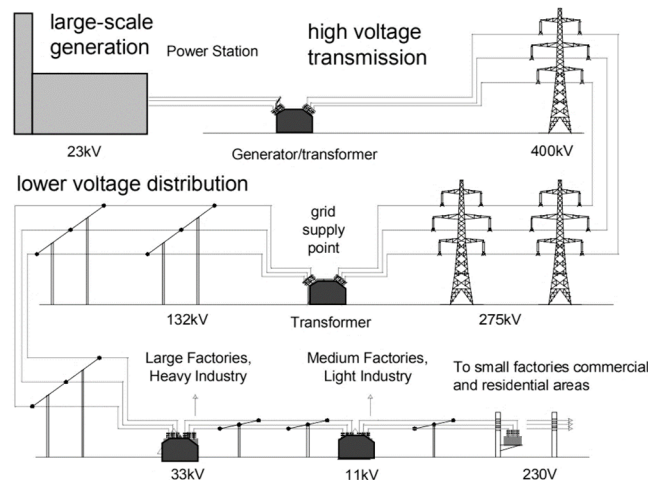 large-scale
generation
Power Station
high voltage
transmission
23kV
Generator/transformer
400kV
lower voltage distribution
grid
supply
point
132kV
Transformer
275kV
Large Factories,
Heavy Industry
Medium Factories,
Light Industry
To small factories commercial
and residential areas
33kV
11kV
230V